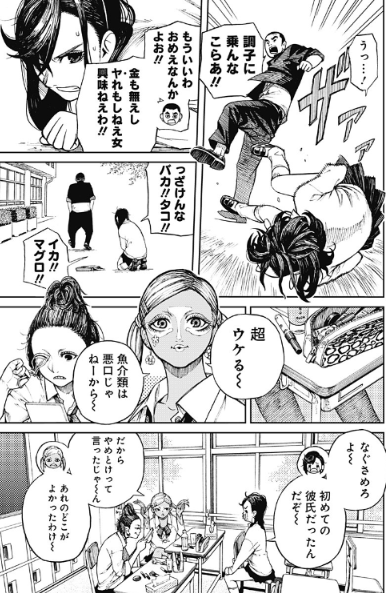 うっ…！
調子に
乗んな
こらあ!!
ザァ
もういいわ
おめえなんか
よお!!
金も無えし
ヤれもしねえ女
興味ねえわ!!
っざけんな
バカ!!タコ!!
イカ!!
マグロ!!
超
ウケる〜
魚介類は
悪口じゃ
ねーから〜
なぐさめろ
よ〜
初めての
彼氏だったん
だぞ〜
だから
やめとけって
言ったじゃ〜ん
あれのどこが
よかったわけ〜